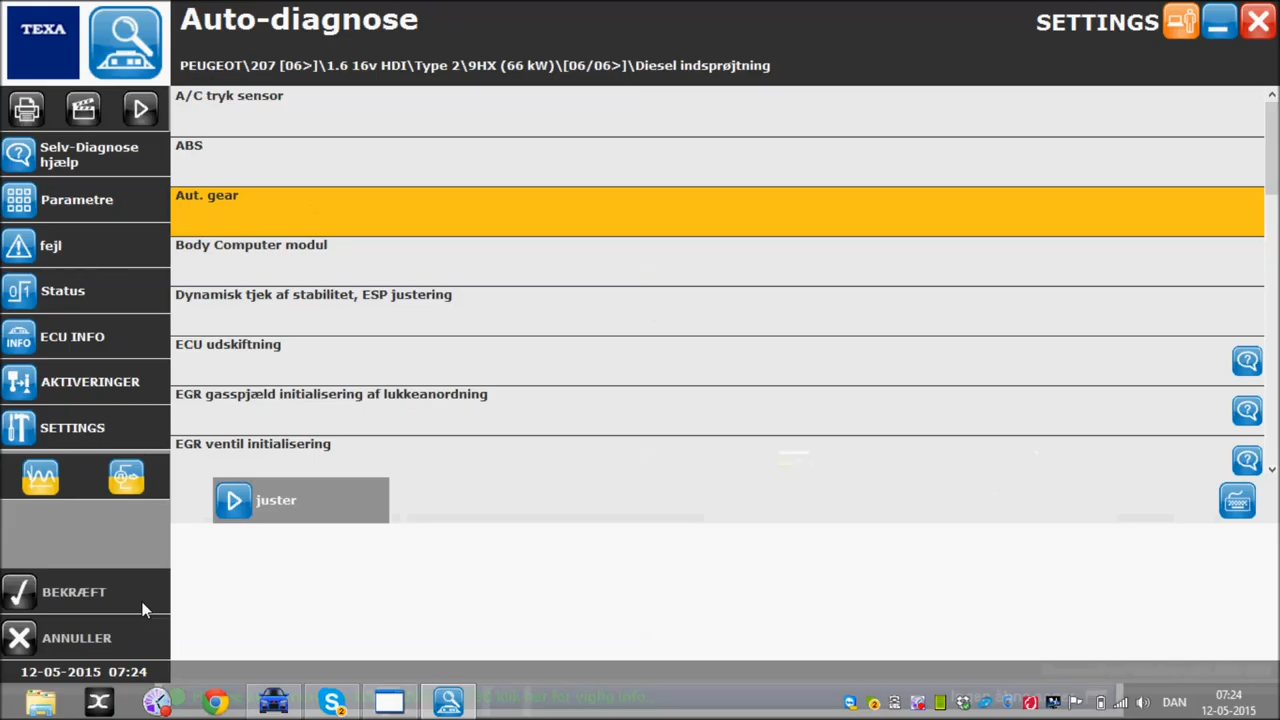 TEXA
Auto-diagnose
SETTINGS
PEUGEOT\207 [06>]\1.6 16v HDI\Type 2\9HX (66 kW)\[06/06>]\Diesel indsprøjtning
Selv-Diagnose
hjælp
Parametre
fejl
Status
INFO
ECU INFO
AKTIVERINGER
SETTINGS
BEKRÆFT
ANNULLER
12-05-2015 07:24
A/C tryk sensor
ABS
Aut. gear
Body Computer modul
Dynamisk tjek af stabilitet, ESP justering
ECU udskiftning
EGR gasspjæld initialisering af lukkeanordning
EGR ventil initialisering
juster
DAN
07:24
12-05-2015